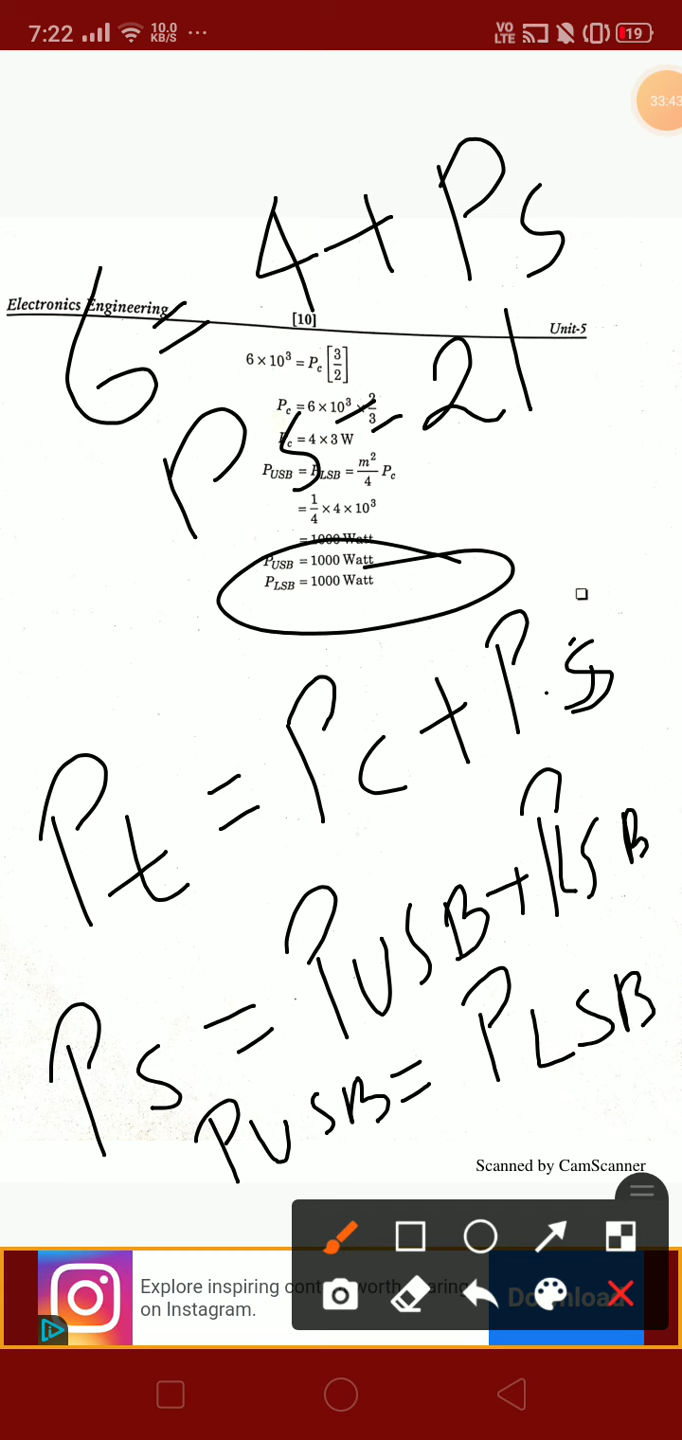 7:22 10.0 KB/S ... VO LTE 19
33:43
4+Ps
6=
Electronics Engineering [10] Unit-5
6 × 10³ = Pc [3/2]
Pc = 6 × 10³ × 2/3
Ps = 2
Pc = 4 × 3 W
PUSB = PLSB = m²/4 Pc
= 1/4 × 4 × 10³
= 1000 Watt
PUSB = 1000 Watt
PLSB = 1000 Watt
Pt = Pc + Ps
Ps = PUSB + PLSB
PUSB = PLSB
Scanned by CamScanner
Explore inspiring
on Instagram.